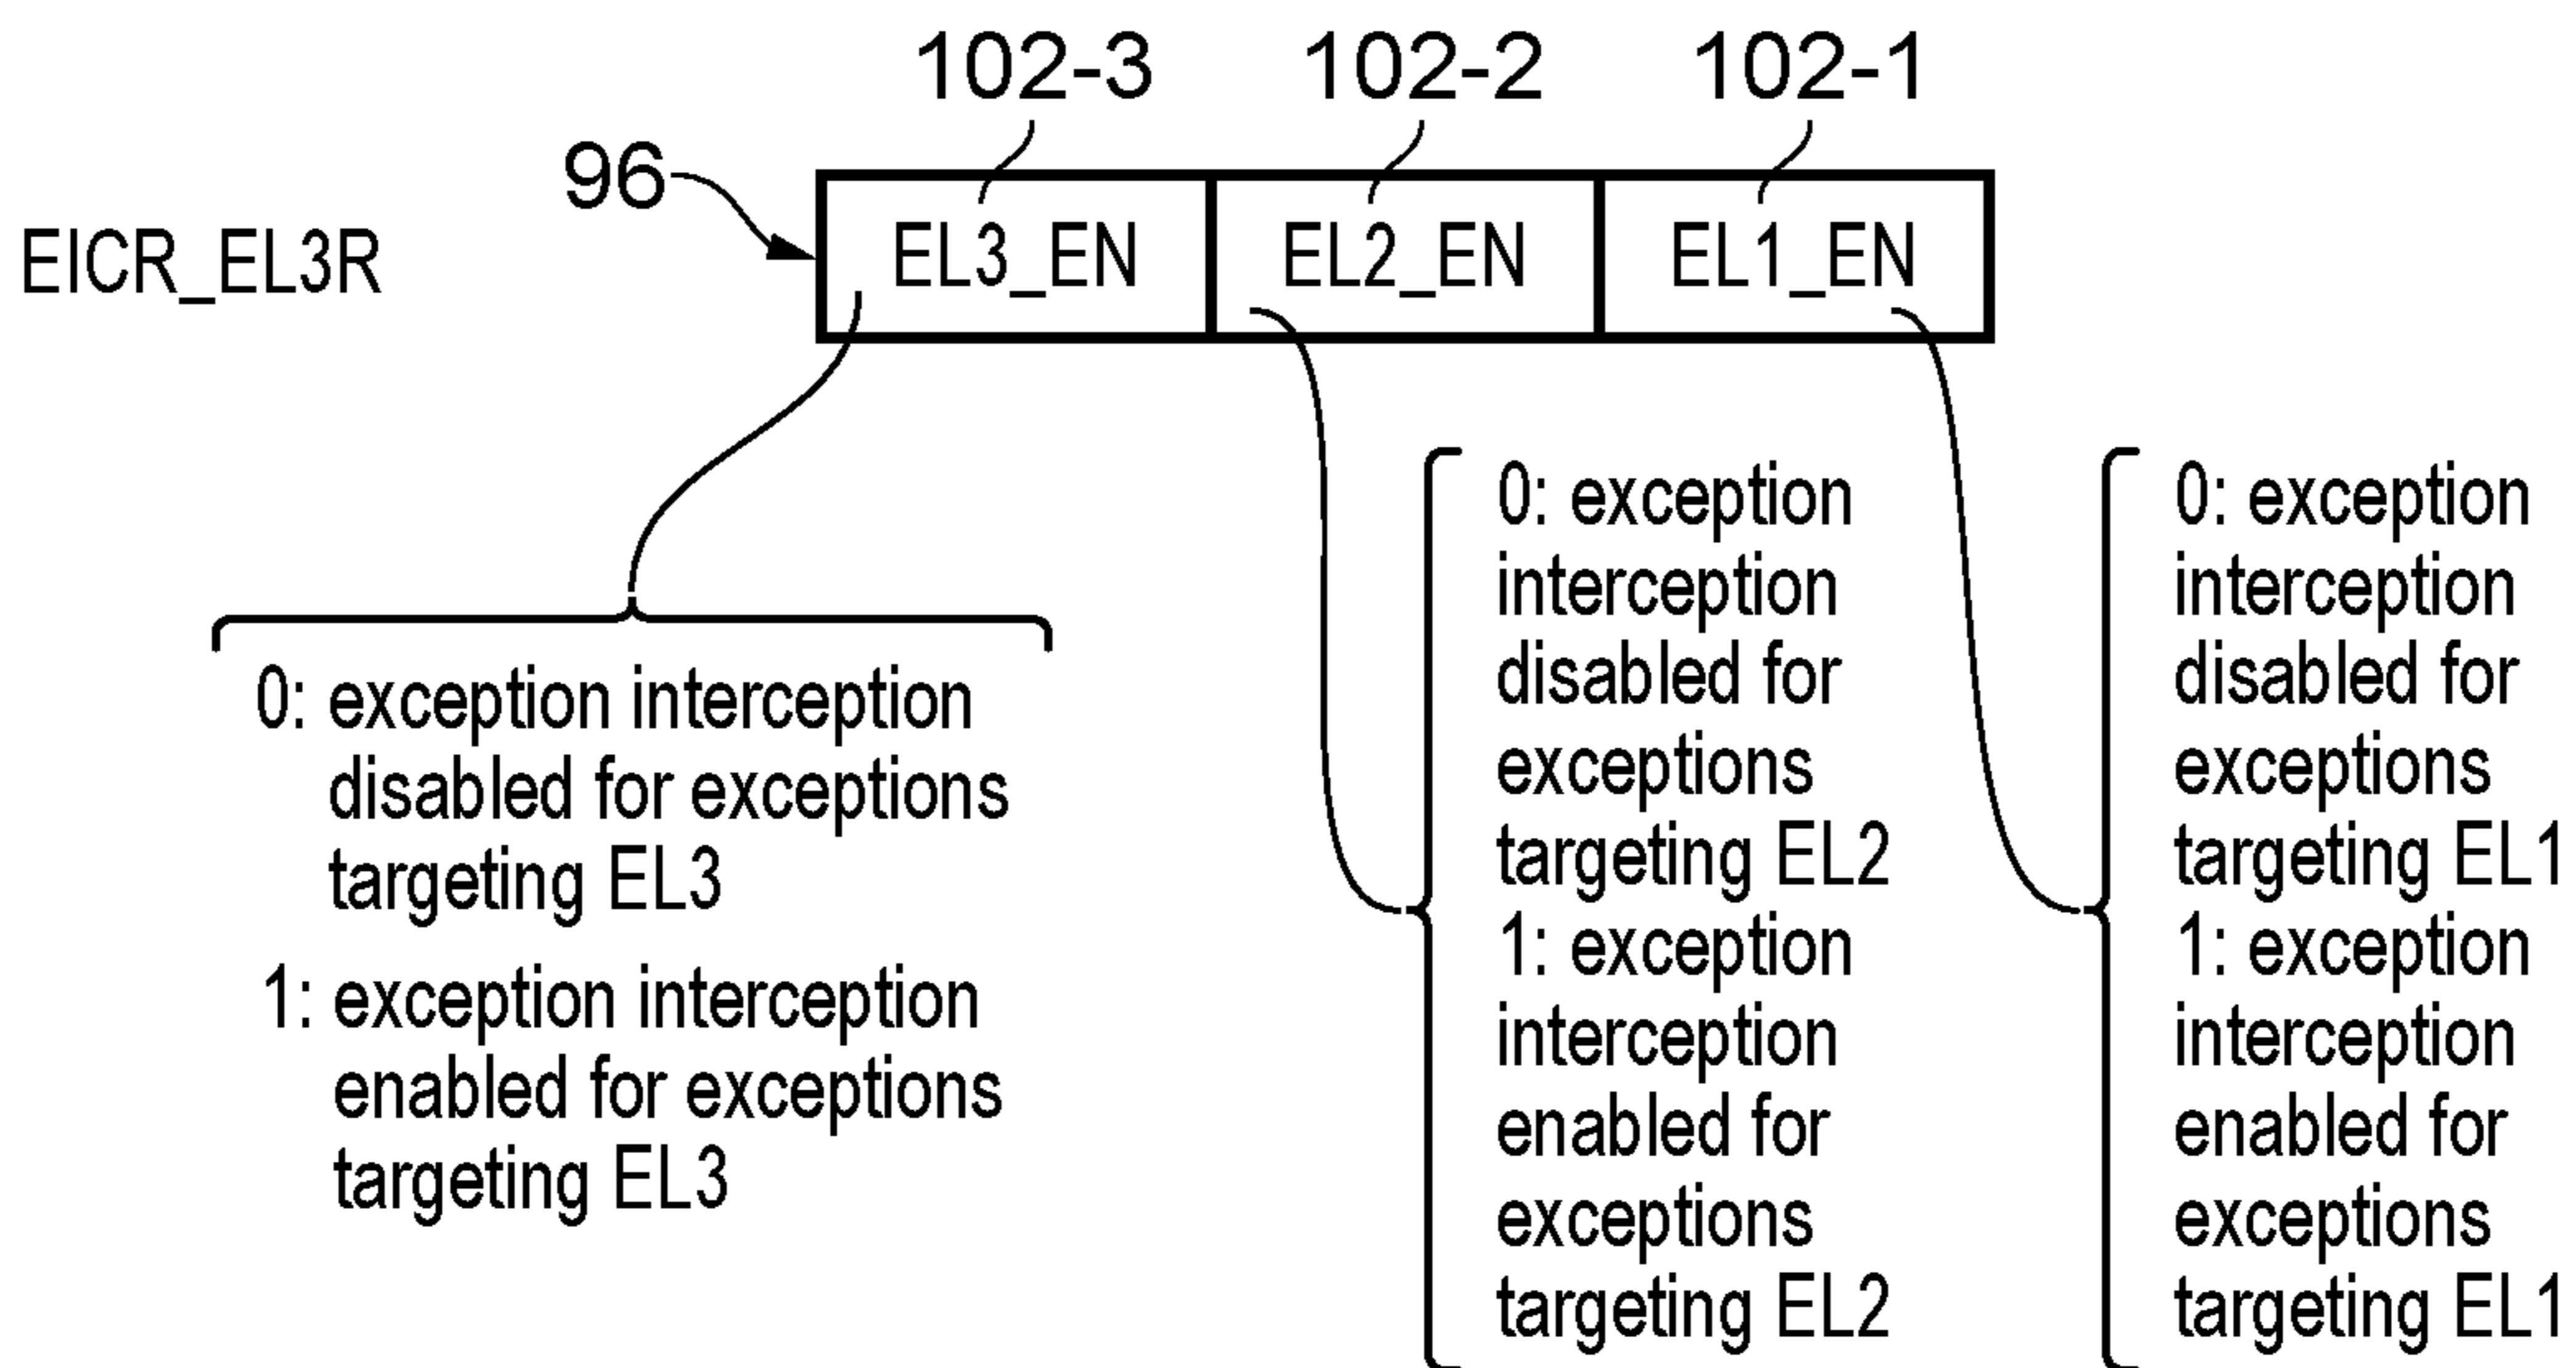 102-3 102-2 102-1
96
EICR_EL3R
EL3_EN EL2_EN EL1_EN
0: exception interception
disabled for exceptions
targeting EL3
1: exception interception
enabled for exceptions
targeting EL3
0: exception
interception
disabled for
exceptions
targeting EL2
1: exception
interception
enabled for
exceptions
targeting EL2
0: exception
interception
disabled for
exceptions
targeting EL1
1: exception
interception
enabled for
exceptions
targeting EL1